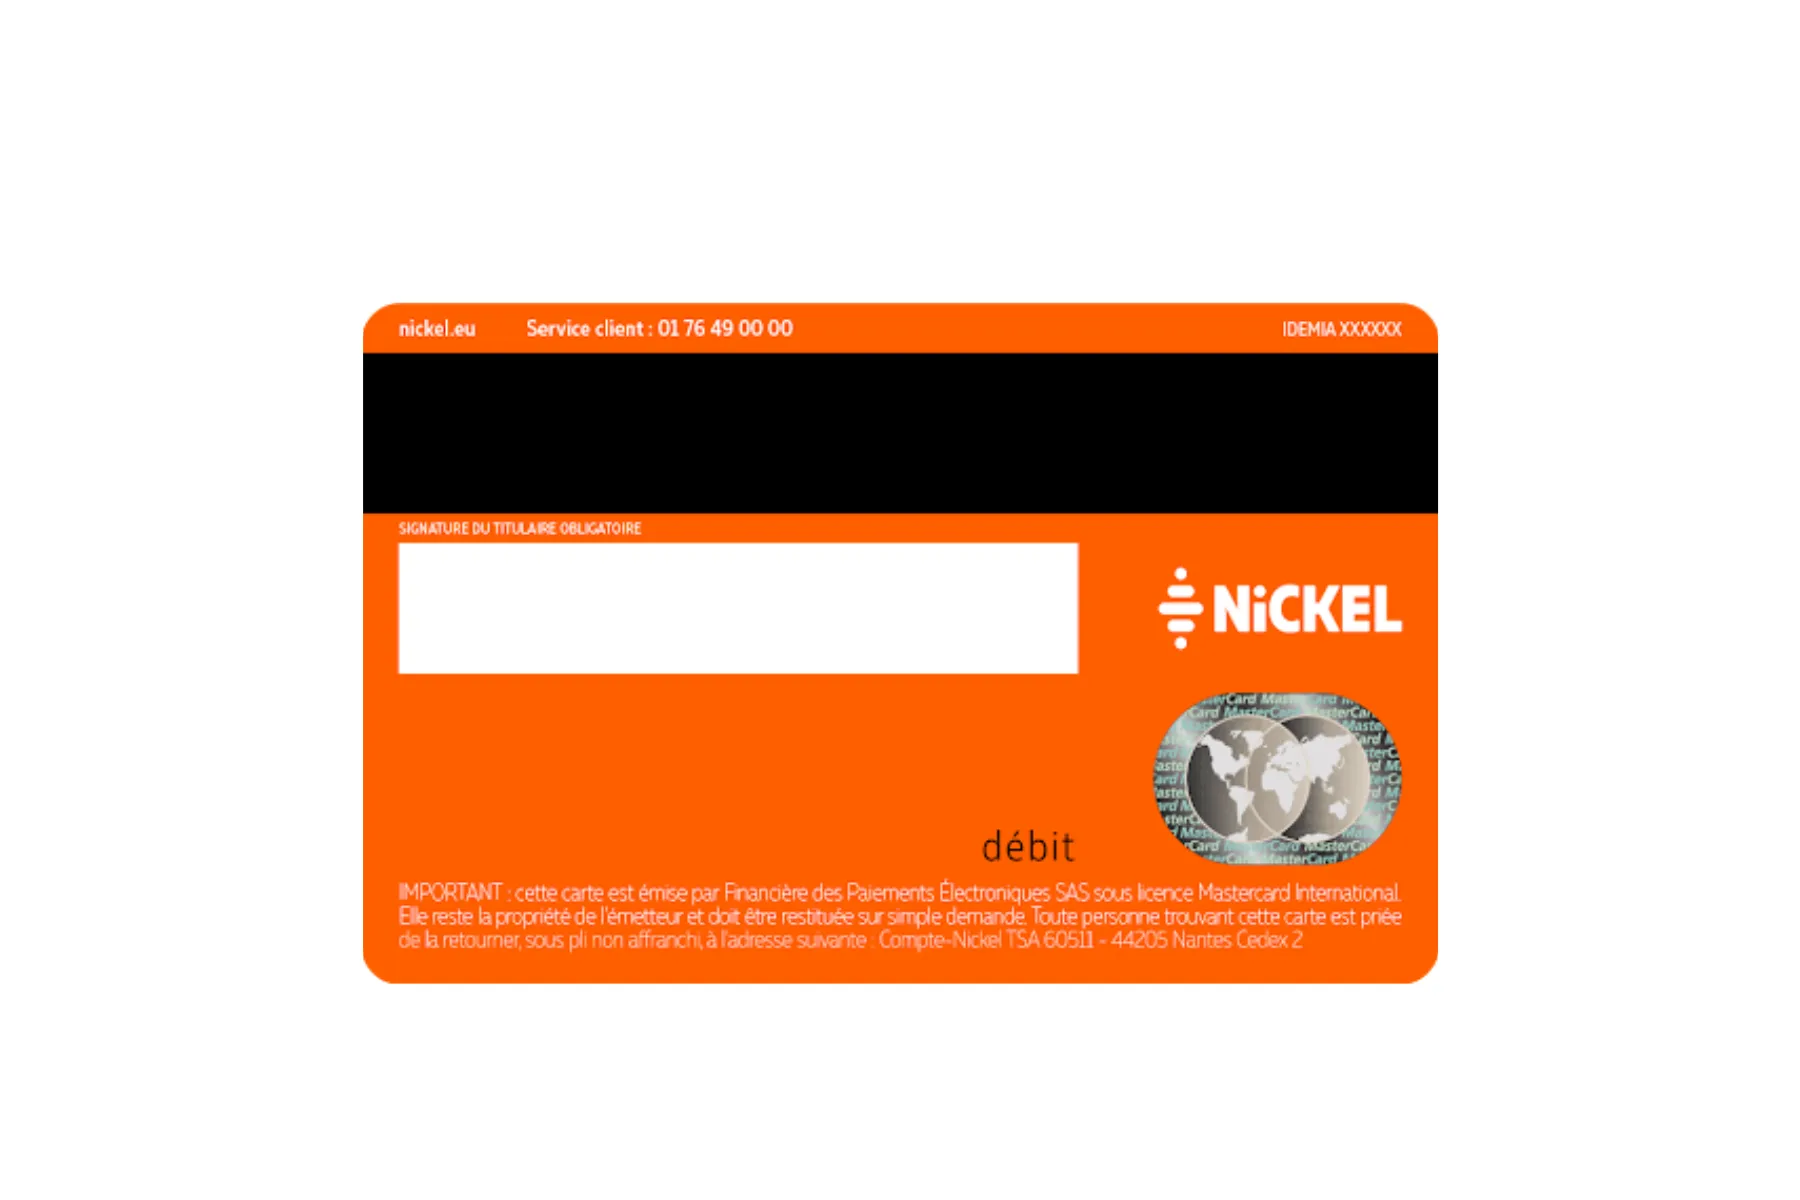 nickel.eu Service client : 01 76 49 00 00 IDEMIA XXXXXX
SIGNATURE DU TITULAIRE OBLIGATOIRE
NiCKEL
débit
IMPORTANT : cette carte est émise par Financière des Paiements Électroniques SAS sous licence Mastercard International.
Elle reste la propriété de l'émetteur et doit être restituée sur simple demande. Toute personne trouvant cette carte est priée
de la retourner, sous pli non affranchi, à l'adresse suivante : Compte-Nickel TSA 60511 - 44205 Nantes Cedex 2